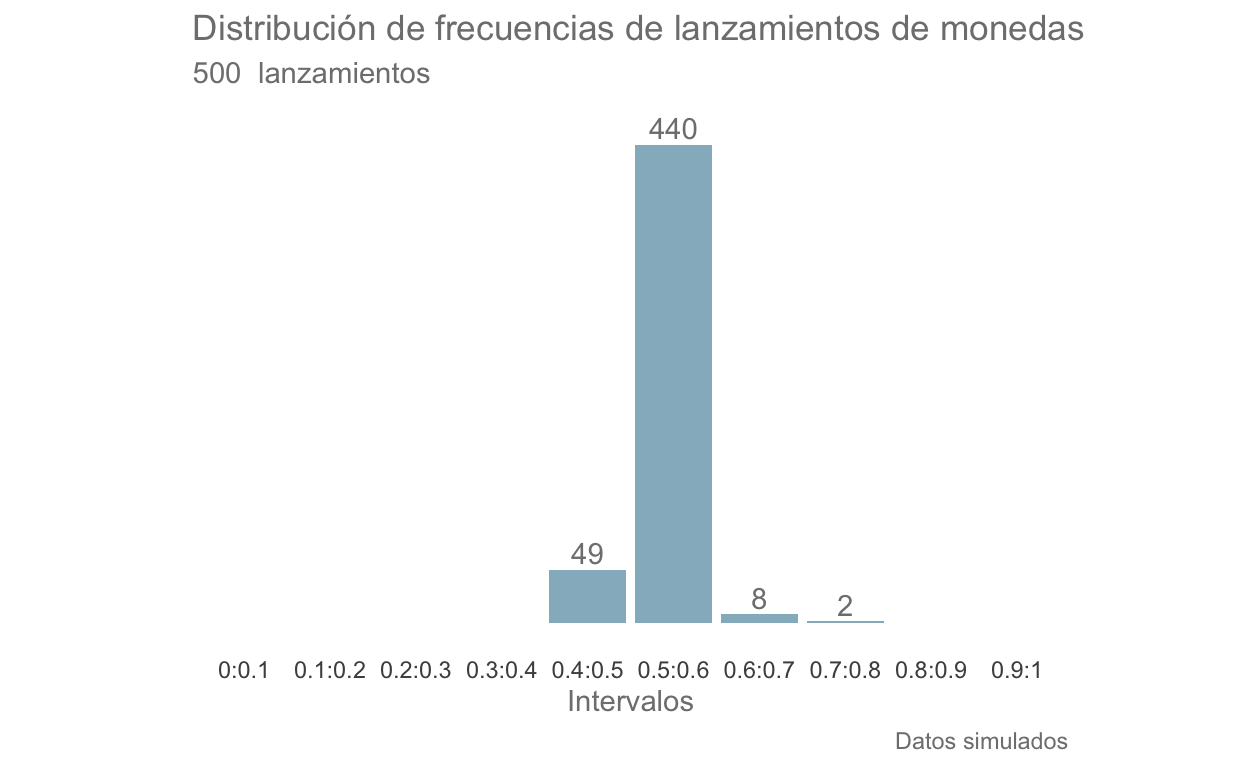 Distribución de frecuencias de lanzamientos de monedas
500 lanzamientos
440
49
8
2
0:0.1 0.1:0.2 0.2:0.3 0.3:0.4 0.4:0.5 0.5:0.6 0.6:0.7 0.7:0.8 0.8:0.9 0.9:1
Intervalos
Datos simulados